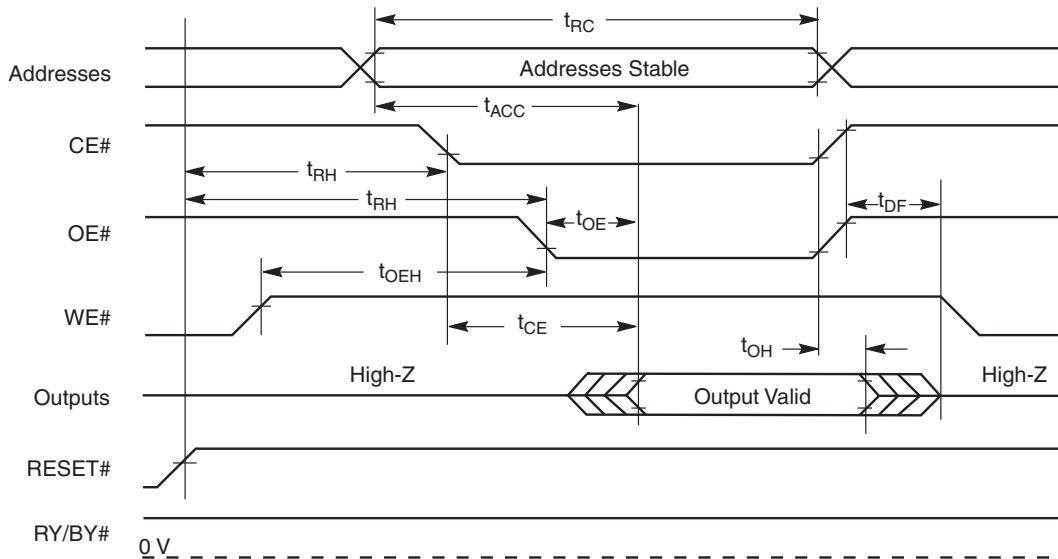 tRC
Addresses
Addresses Stable
tACC
CE#
tRH
tRH
tOE
tDF
OE#
tOEH
WE#
tCE
tOH
High-Z
High-Z
Outputs
Output Valid
RESET#
RY/BY#
0 V